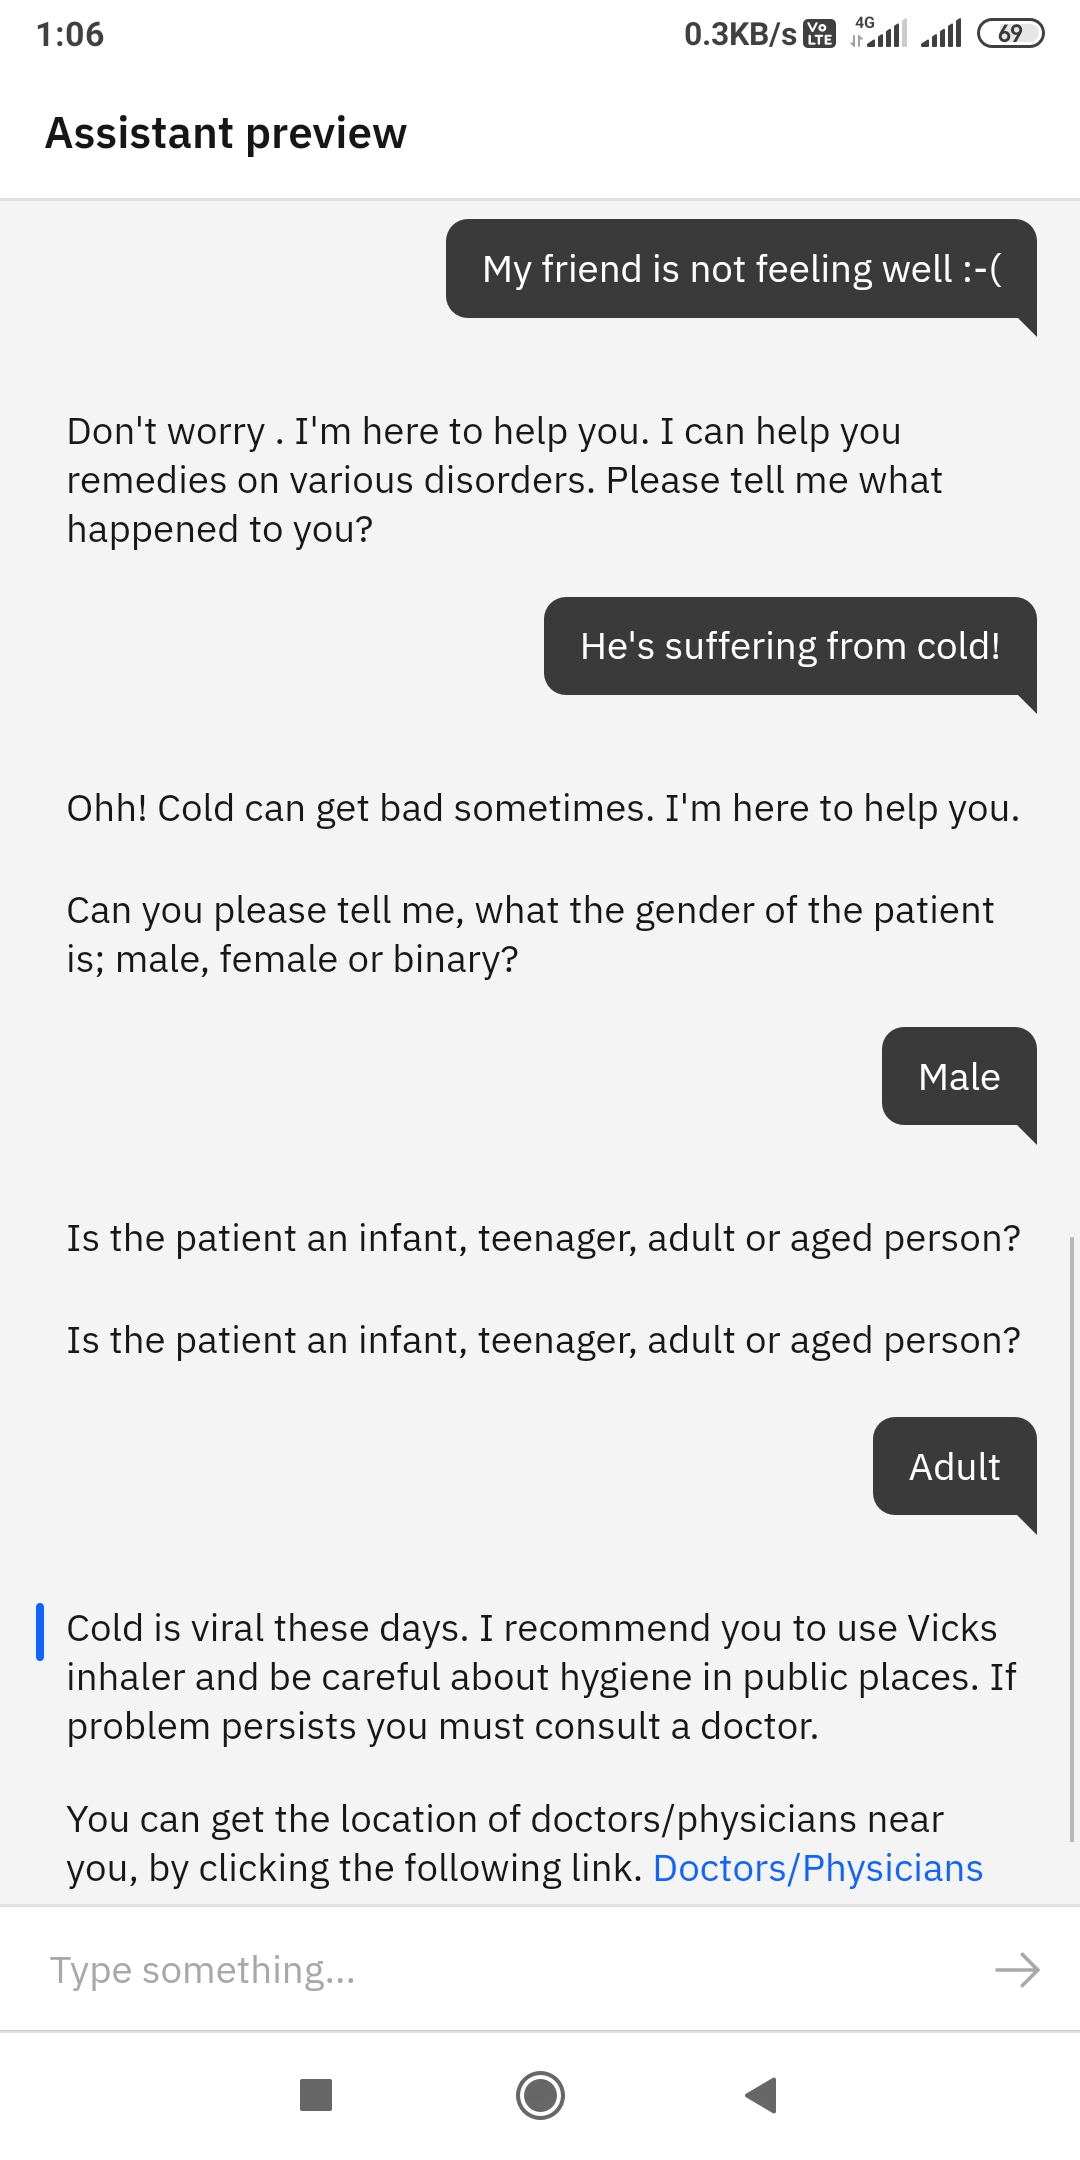 1:06
0.3KB/s Vo LTE 4G 69
Assistant preview
My friend is not feeling well :-(
Don't worry . I'm here to help you. I can help you
remedies on various disorders. Please tell me what
happened to you?
He's suffering from cold!
Ohh! Cold can get bad sometimes. I'm here to help you.
Can you please tell me, what the gender of the patient
is; male, female or binary?
Male
Is the patient an infant, teenager, adult or aged person?
Is the patient an infant, teenager, adult or aged person?
Adult
Cold is viral these days. I recommend you to use Vicks
inhaler and be careful about hygiene in public places. If
problem persists you must consult a doctor.
You can get the location of doctors/physicians near
you, by clicking the following link. Doctors/Physicians
Type something...